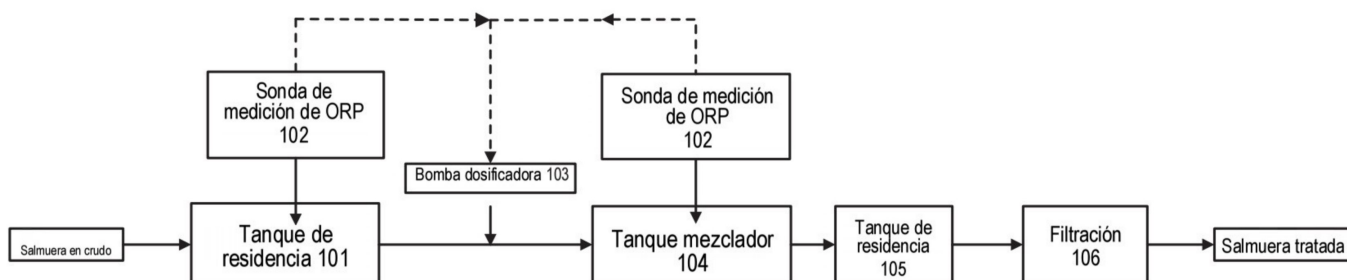 Sonda de
medición de ORP
102
Sonda de medición
de ORP
102
Bomba dosificadora 103
Salmuera en crudo
Tanque de
residencia 101
Tanque mezclador
104
Tanque de
residencia
105
Filtración
106
Salmuera tratada